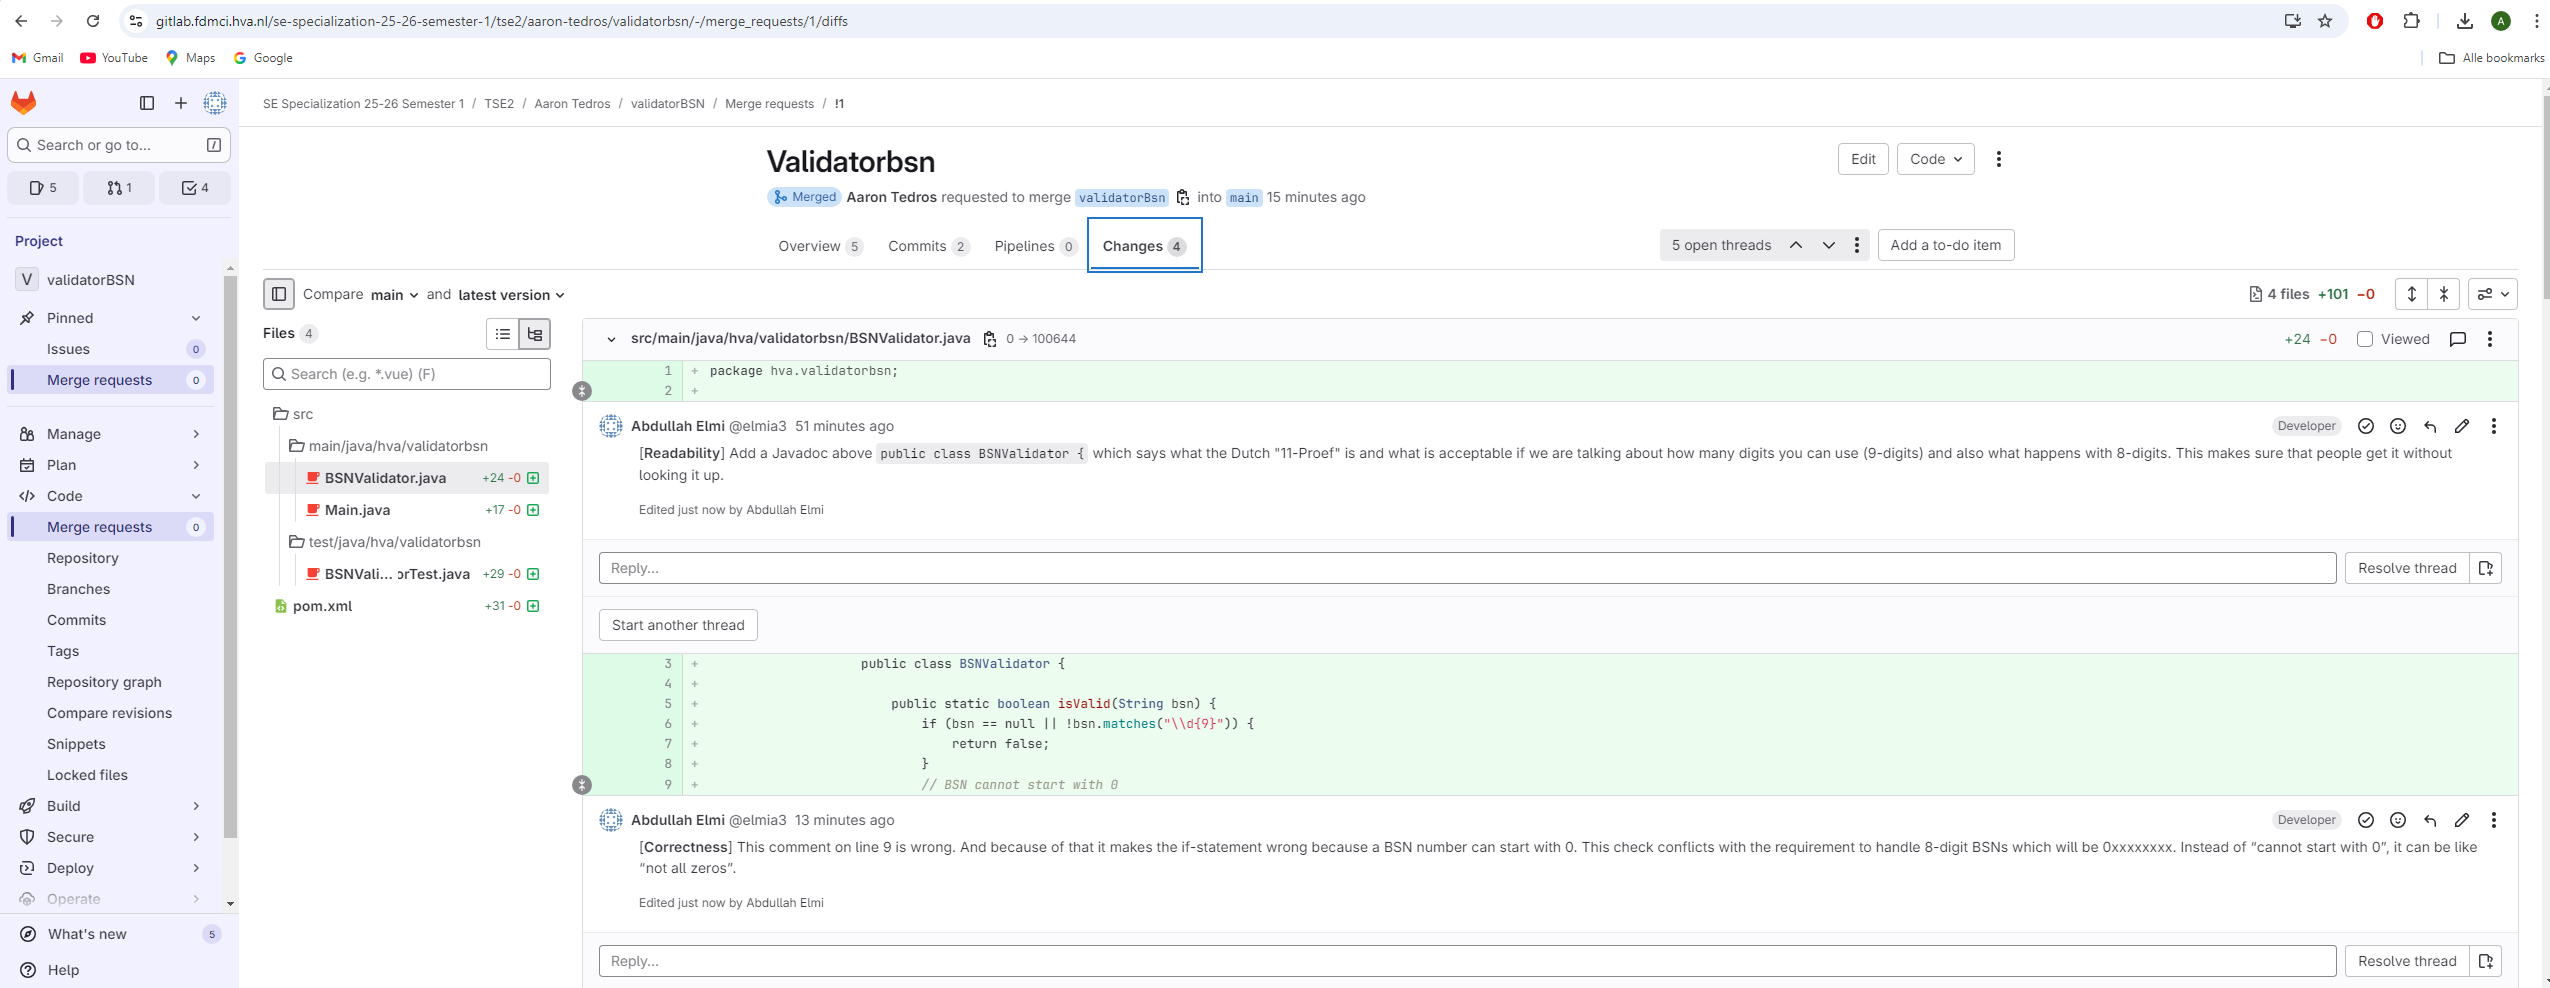 gitlab.fdmci.hva.nl/se-specialization-25-26-semester-1/tse2/aaron-tedros/validatorbsn/-/merge_requests/1/diffs
A
Gmail YouTube Maps Google Alle bookmarks
SE Specialization 25-26 Semester 1 / TSE2 / Aaron Tedros / validatorBSN / Merge requests / !1
Search or go to... /
5 1 4
Project
V validatorBSN
Pinned
Issues 0
Merge requests 0
Manage
Plan
Code
Merge requests 0
Repository
Branches
Commits
Tags
Repository graph
Compare revisions
Snippets
Locked files
Build
Secure
Deploy
Operate
What's new 5
Help
Validatorbsn
Edit Code
Merged Aaron Tedros requested to merge validatorBsn into main 15 minutes ago
Overview 5 Commits 2 Pipelines 0 Changes 4
5 open threads Add a to-do item
Compare main and latest version
4 files +101 −0
Files 4
Search (e.g. *.vue) (F)
src
main/java/hva/validatorbsn
BSNValidator.java +24 -0
Main.java +17 -0
test/java/hva/validatorbsn
BSNVali… orTest.java +29 -0
pom.xml +31 -0
src/main/java/hva/validatorbsn/BSNValidator.java 0 → 100644 +24 −0 Viewed
1 + package hva.validatorbsn;
2 +
Abdullah Elmi @elmia3 51 minutes ago Developer
[Readability] Add a Javadoc above public class BSNValidator { which says what the Dutch "11-Proef" is and what is acceptable if we are talking about how many digits you can use (9-digits) and also what happens with 8-digits. This makes sure that people get it without
looking it up.
Edited just now by Abdullah Elmi
Reply… Resolve thread
Start another thread
3 + public class BSNValidator {
4 +
5 + public static boolean isValid(String bsn) {
6 + if (bsn == null || !bsn.matches("\\d{9}")) {
7 + return false;
8 + }
9 + // BSN cannot start with 0
Abdullah Elmi @elmia3 13 minutes ago Developer
[Correctness] This comment on line 9 is wrong. And because of that it makes the if-statement wrong because a BSN number can start with 0. This check conflicts with the requirement to handle 8-digit BSNs which will be 0xxxxxxxx. Instead of “cannot start with 0”, it can be like
“not all zeros”.
Edited just now by Abdullah Elmi
Reply… Resolve thread